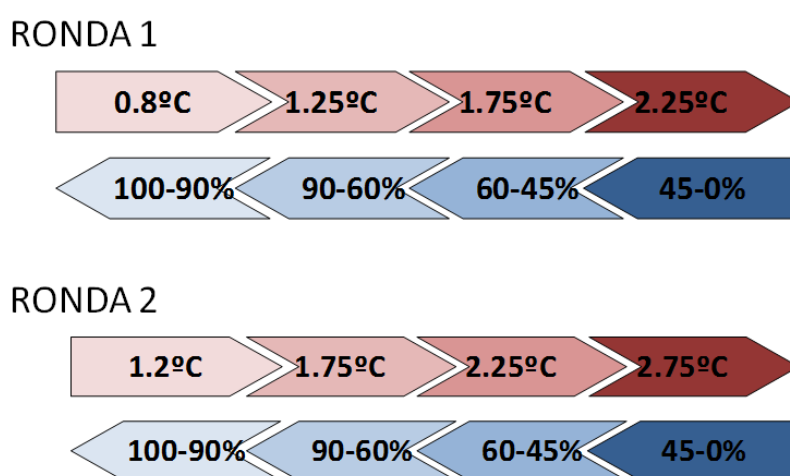 RONDA 1
0.8ºC 1.25ºC 1.75ºC 2.25ºC
100-90% 90-60% 60-45% 45-0%
RONDA 2
1.2ºC 1.75ºC 2.25ºC 2.75ºC
100-90% 90-60% 60-45% 45-0%